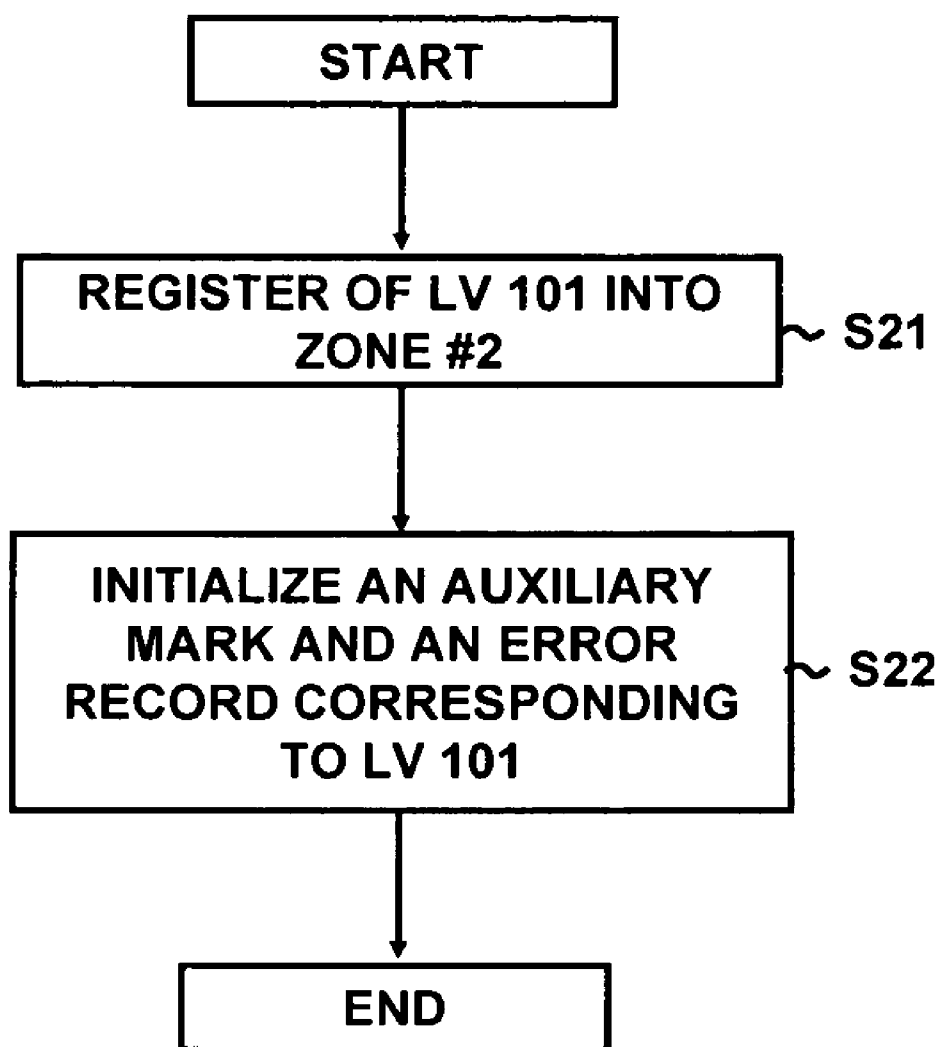 START
REGISTER OF LV 101 INTO
ZONE #2
S21
INITIALIZE AN AUXILIARY
MARK AND AN ERROR
RECORD CORRESPONDING
TO LV 101
S22
END